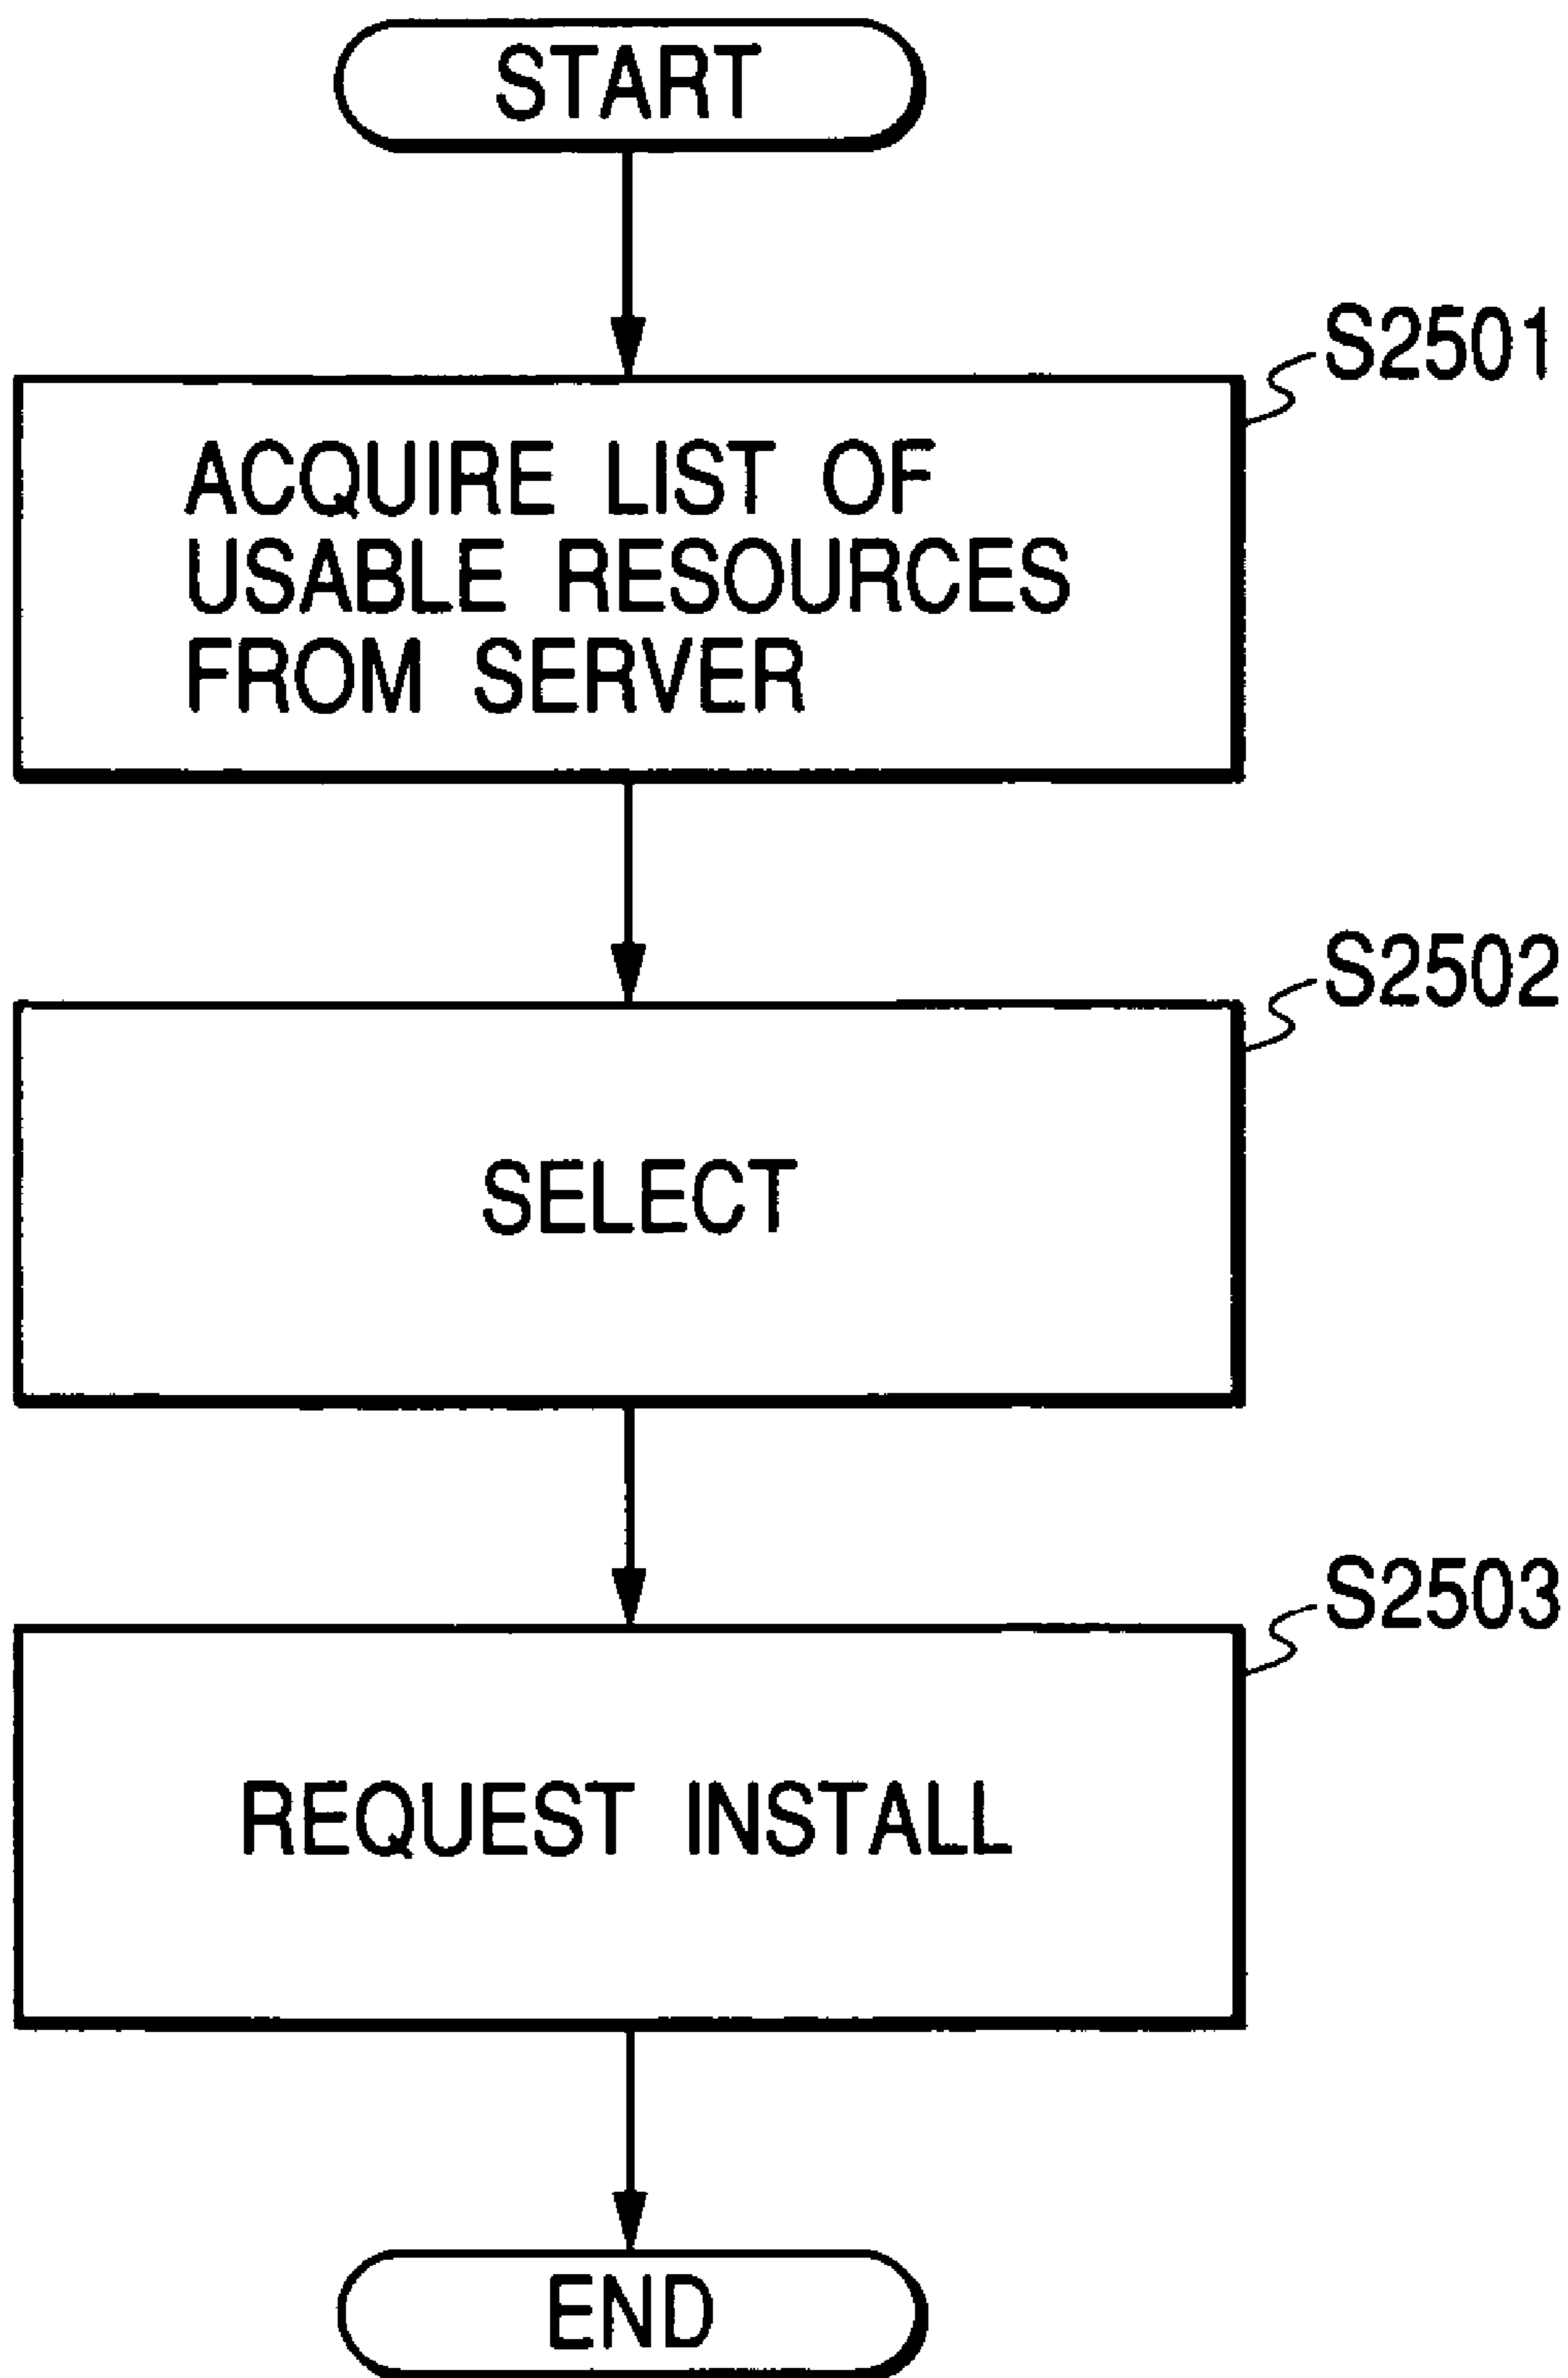 START
S2501
ACQUIRE LIST OF
USABLE RESOURCES
FROM SERVER
S2502
SELECT
S2503
REQUEST INSTALL
END